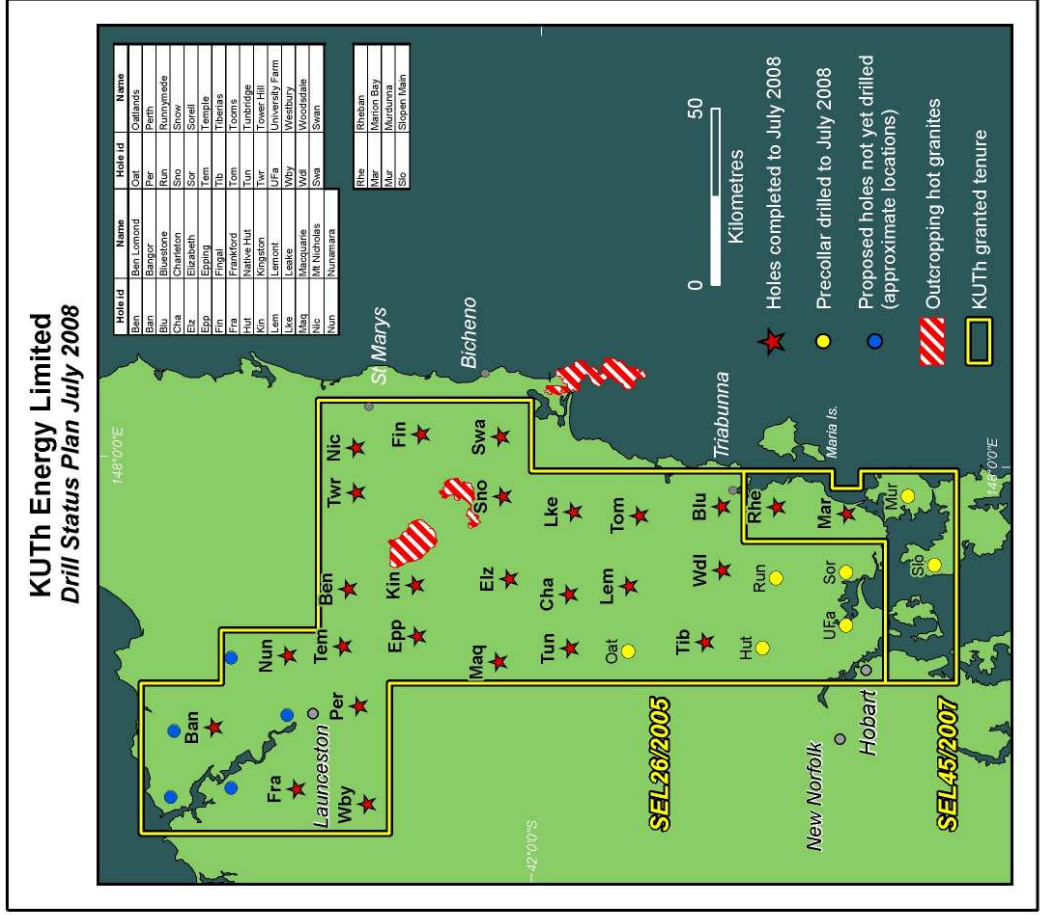 KUTh Energy Limited
Drill Status Plan July 2008
148°0'0"E
Hole id Name Hole id Name
Ben Ben Lomond Oat Oatlands
Ban Bangor Per Perth
Blu Bluestone Run Runnymede
Cha Charleton Sno Snow
Elz Elizabeth Sor Sorell
Epp Epping Tem Temple
Fin Fingal Tib Tiberias
Fra Frankford Tom Tooms
Hut Native Hut Tun Tunbridge
Kin Kingston Twr Tower Hill
Lem Lemont UFa University Farm
Lke Leake Wby Westbury
Maq Macquarie Wdl Woodsdale
Nic Mt Nicholas Swa Swan
Nun Nunamara
Rhe Rheban
Mar Marion Bay
Mur Murdunna
Slo Slopen Main
Ban
Nun
Fra
Launceston
Wby
Per
Tem
Ben
Twr
Nic
St Marys
Epp
Kin
Fin
Bicheno
Maq
Elz
Sno
Swa
42°0'0"S
Tun
Cha
Lke
Oat
Lem
Tom
SEL26/2005
Tib
Wdl
Blu
Triabunna
Hut
Run
Rhe
Maria Is.
New Norfolk
Hobart
UFa
Sor
Mar
Slo
Mur
SEL45/2007
148°0'0"E
0 50
Kilometres
Holes completed to July 2008
Precollar drilled to July 2008
Proposed holes not yet drilled
(approximate locations)
Outcropping hot granites
KUTh granted tenure